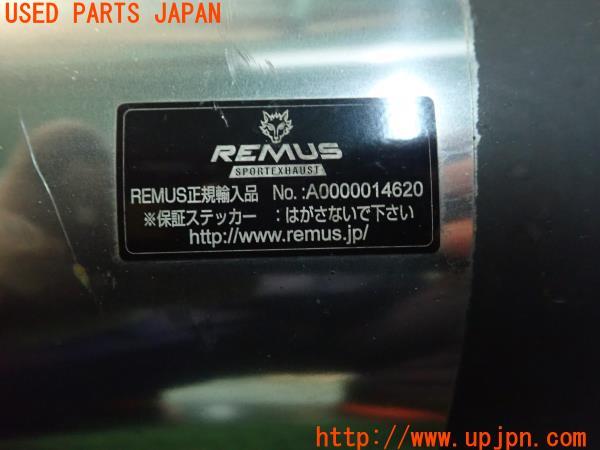 USED PARTS JAPAN
REMUS
SPORTEXHAUST
REMUS正規輸入品 No.:A0000014620
※保証ステッカー:はがさないで下さい
http://www.remus.jp/
http://www.upjpn.com/